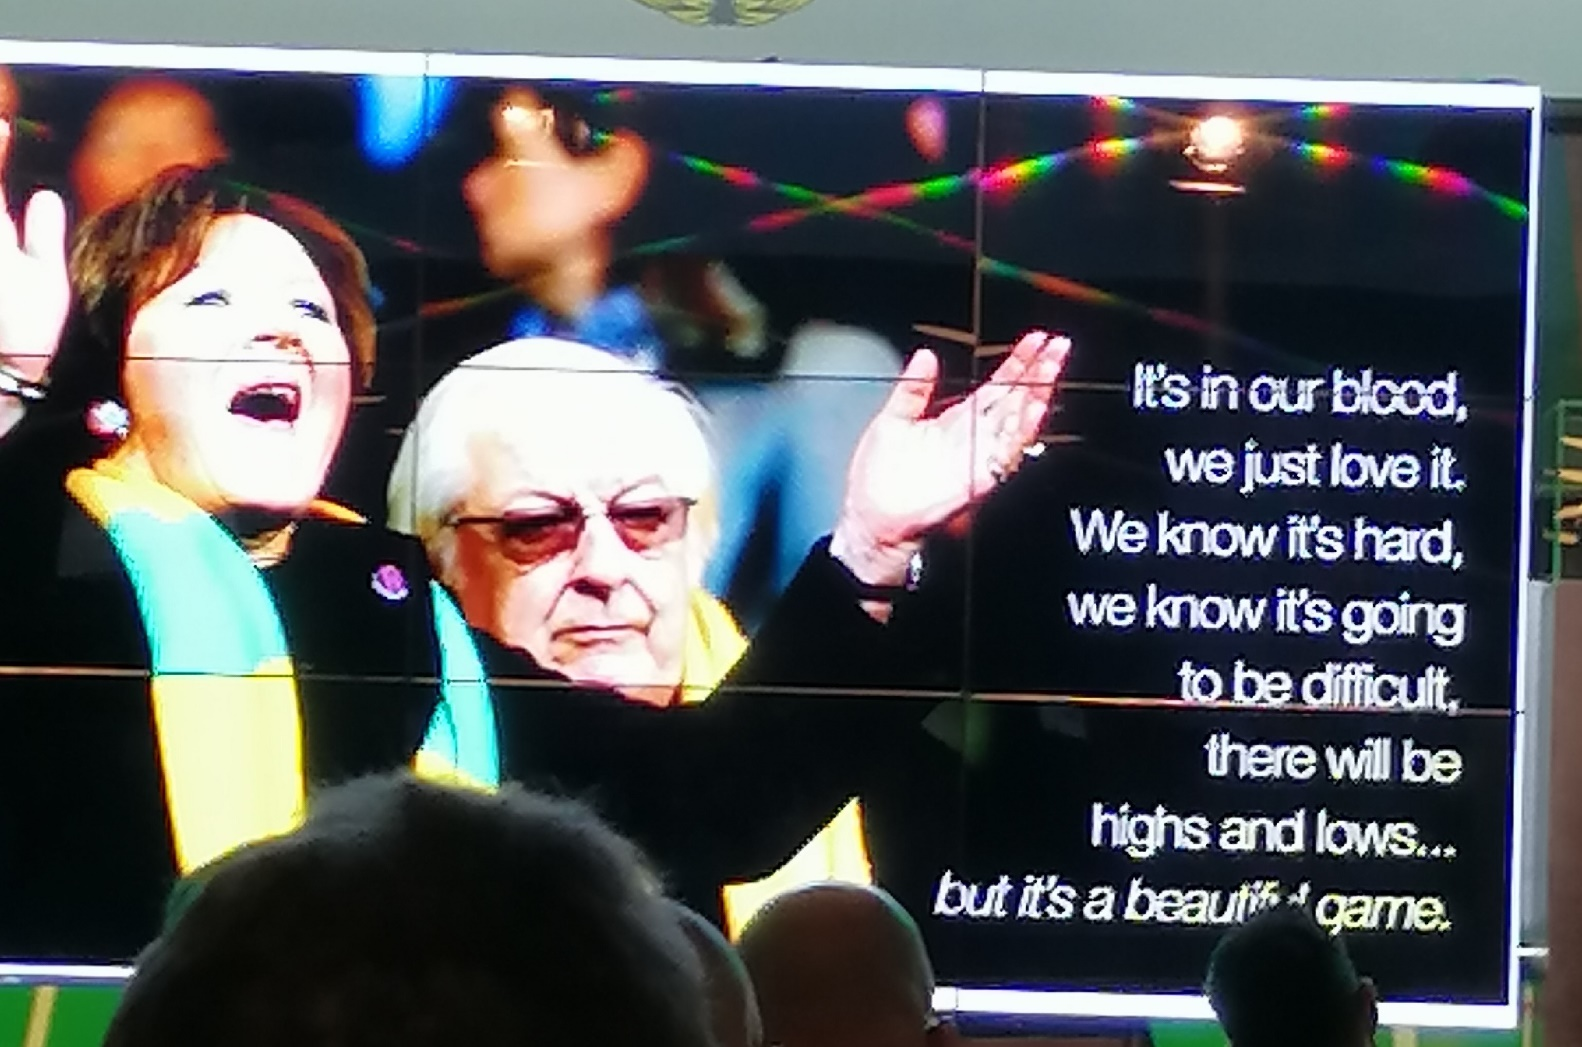 It's in our blood,
we just love it.
We know it's hard,
we know it's going
to be difficult,
there will be
highs and lows...
but it's a beautiful game.